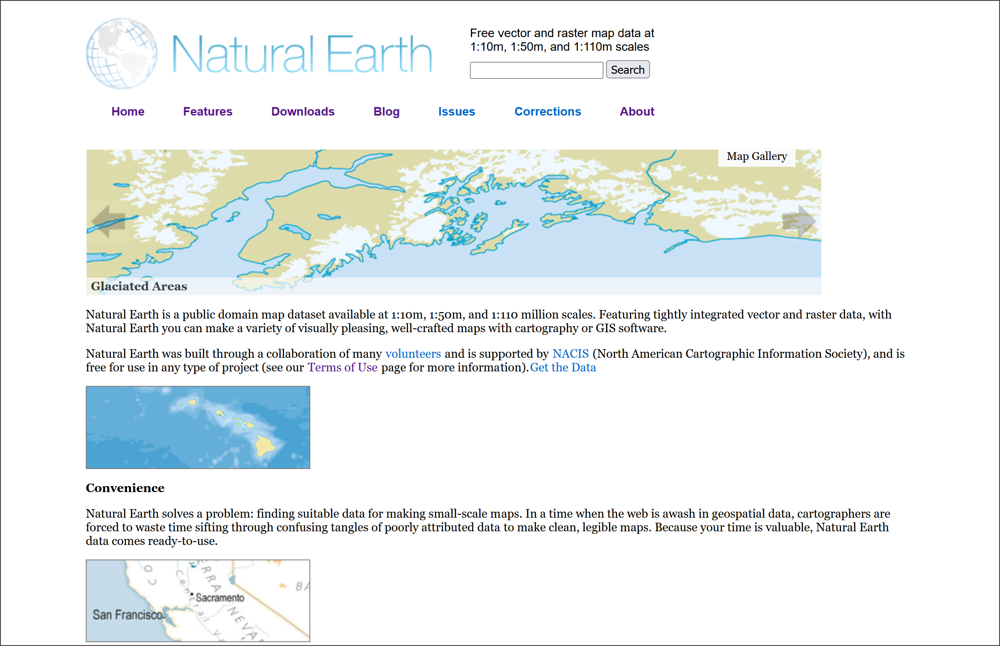 Natural Earth
Free vector and raster map data at
1:10m, 1:50m, and 1:110m scales
Search
Home Features Downloads Blog Issues Corrections About
Map Gallery
Glaciated Areas
Natural Earth is a public domain map dataset available at 1:10m, 1:50m, and 1:110 million scales. Featuring tightly integrated vector and raster data, with
Natural Earth you can make a variety of visually pleasing, well-crafted maps with cartography or GIS software.
Natural Earth was built through a collaboration of many volunteers and is supported by NACIS (North American Cartographic Information Society), and is
free for use in any type of project (see our Terms of Use page for more information).Get the Data
Convenience
Natural Earth solves a problem: finding suitable data for making small-scale maps. In a time when the web is awash in geospatial data, cartographers are
forced to waste time sifting through confusing tangles of poorly attributed data to make clean, legible maps. Because your time is valuable, Natural Earth
data comes ready-to-use.
CO
ERRA
NEVA
Central Va
BA
Sacramento
San Francisco